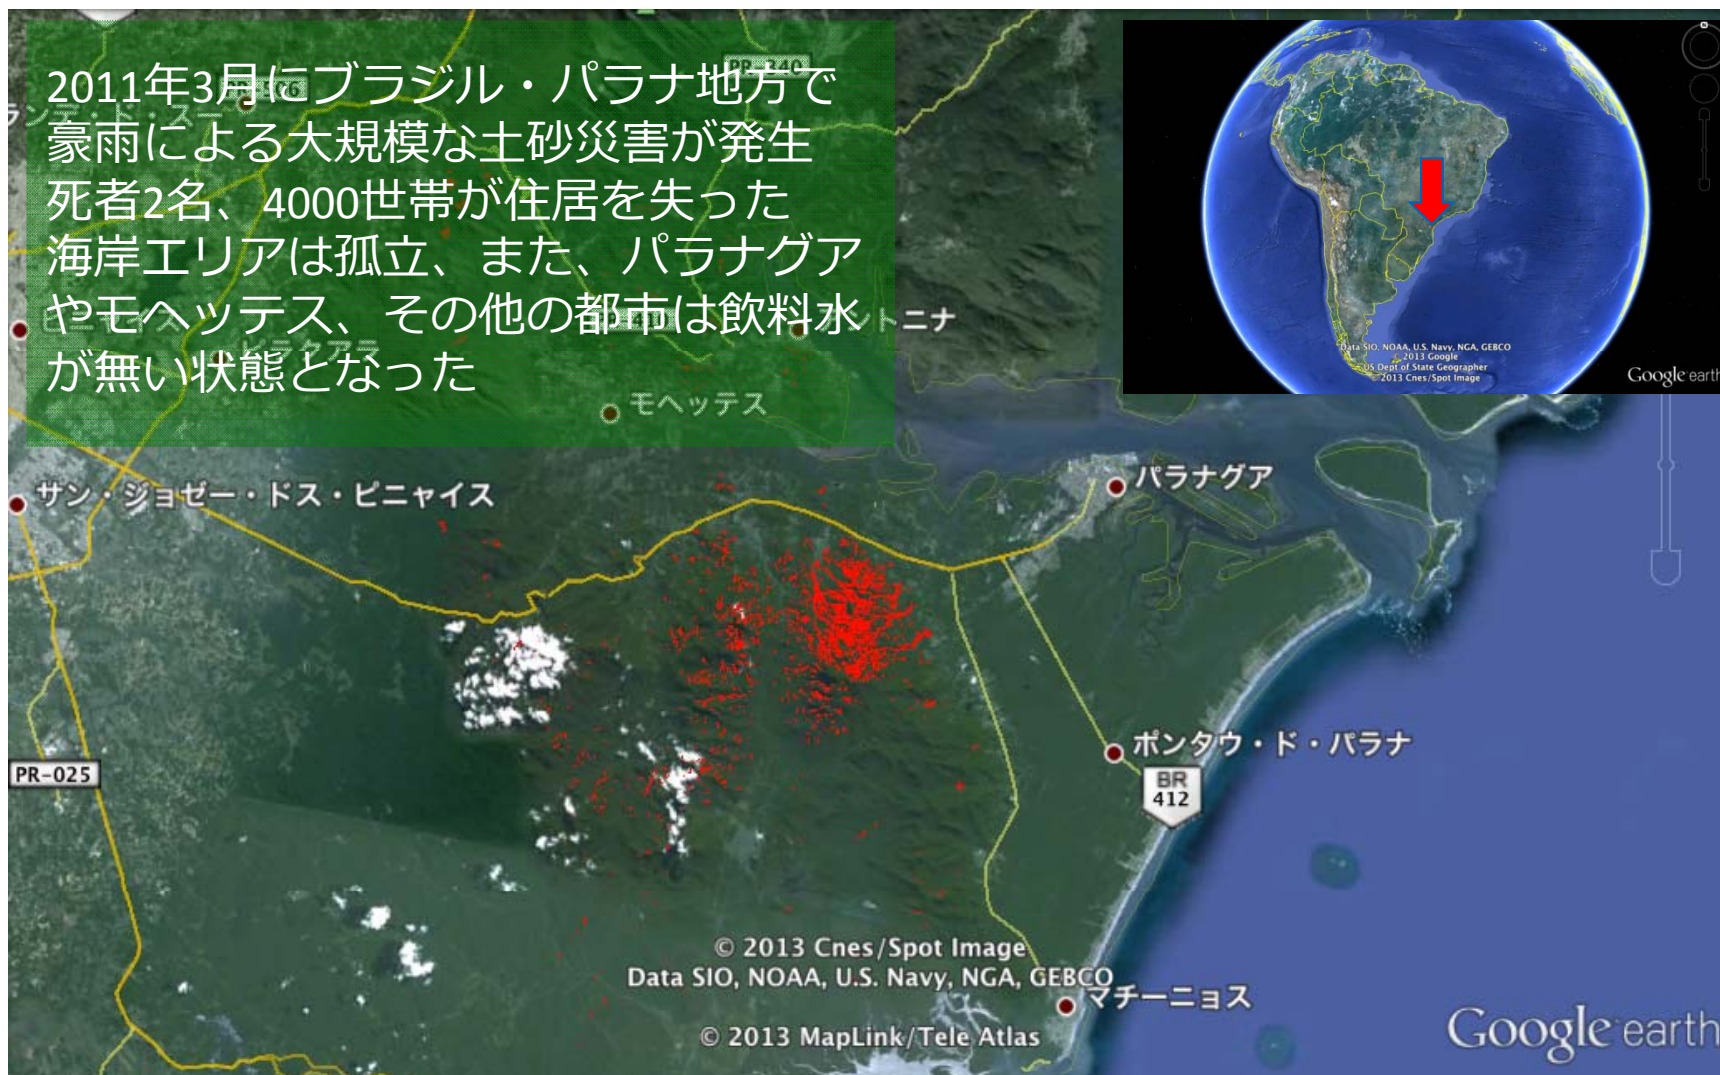 2011年3月にブラジル・パラナ地方で
豪雨による大規模な土砂災害が発生
死者2名、4000世帯が住居を失った
海岸エリアは孤立、また、パラナグア
やモヘッテス、その他の都市は飲料水
が無い状態となった
PR-340
モヘッテス
サン・ジョゼー・ドス・ピニャイス
パラナグア
ポンタウ・ド・パラナ
PR-025
BR
412
マチーニョス
© 2013 Cnes/Spot Image
Data SIO, NOAA, U.S. Navy, NGA, GEBCO
© 2013 MapLink/Tele Atlas
Google earth
Data SIO, NOAA, U.S. Navy, NGA, GEBCO
© 2013 Google
US Dept of State Geographer
© 2013 Cnes/Spot Image
Google earth